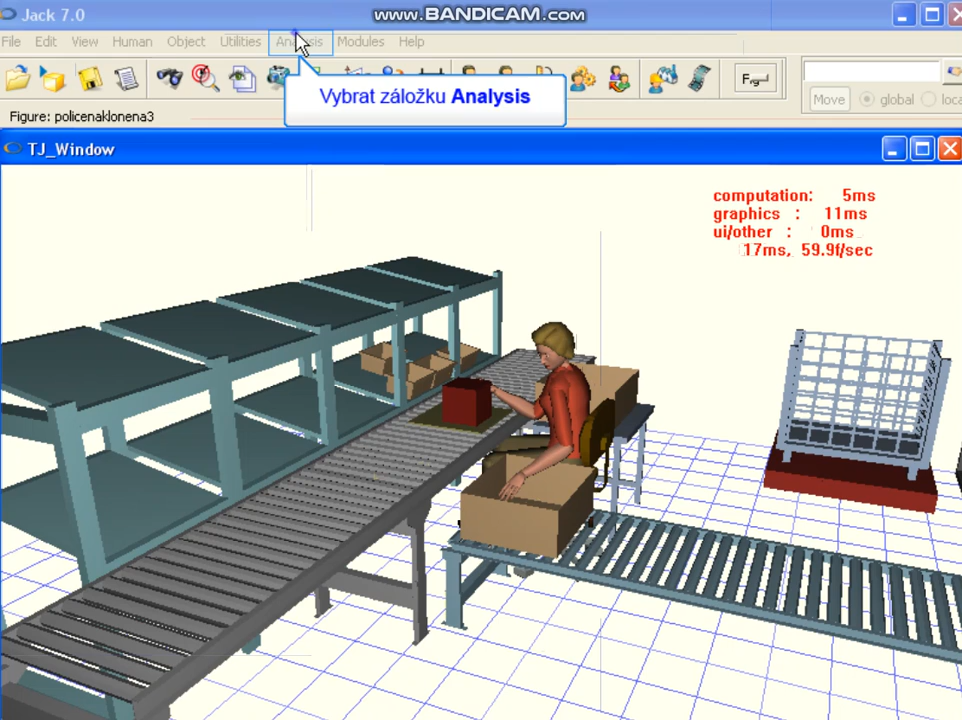 Jack 7.0
www.BANDICAM.com
File Edit View Human Object Utilities Analysis Modules Help
Vybrat záložku Analysis
Move global
Figure: policenaklonena3
TJ_Window
computation: 5ms
graphics : 11ms
ui/other : 0ms
17ms, 59.9f/sec